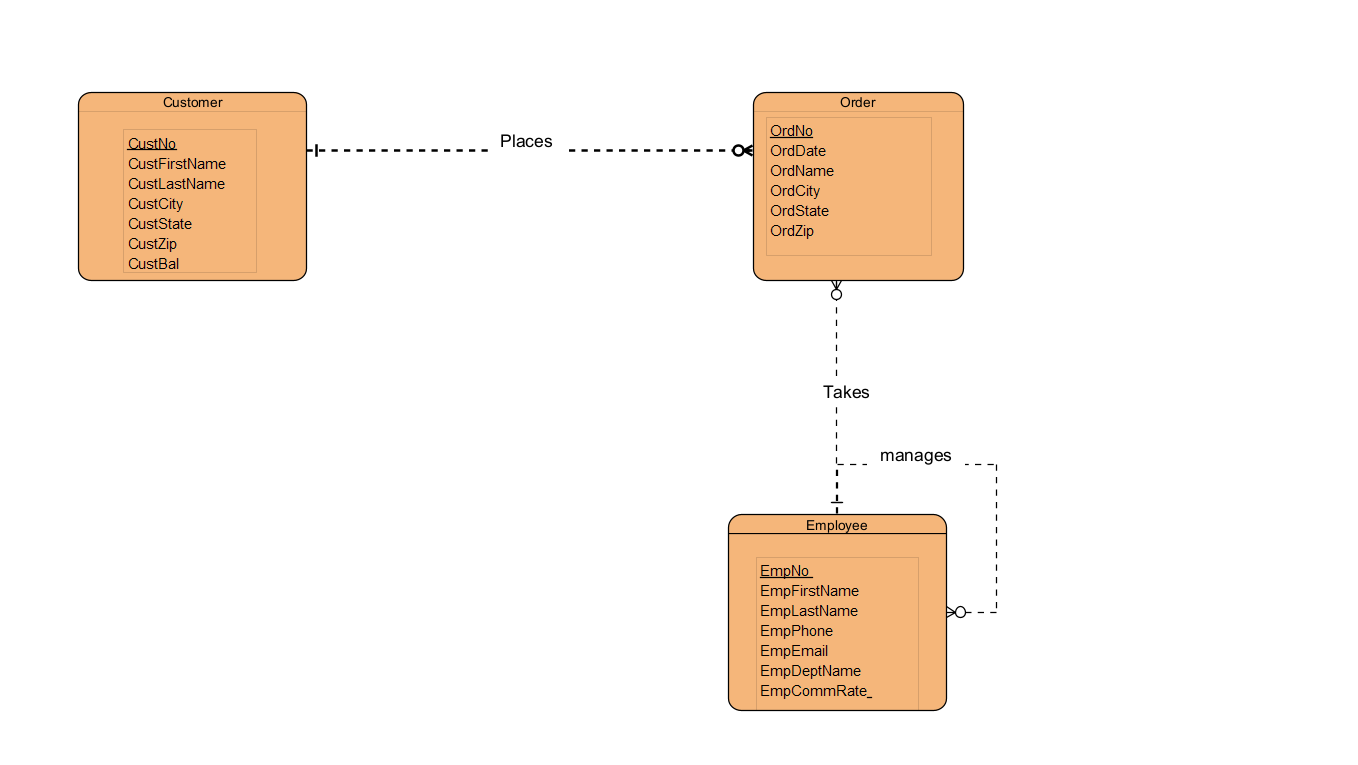 Customer
CustNo
CustFirstName
CustLastName
CustCity
CustState
CustZip
CustBal
Places
Order
OrdNo
OrdDate
OrdName
OrdCity
OrdState
OrdZip
Takes
manages
Employee
EmpNo
EmpFirstName
EmpLastName
EmpPhone
EmpEmail
EmpDeptName
EmpCommRate